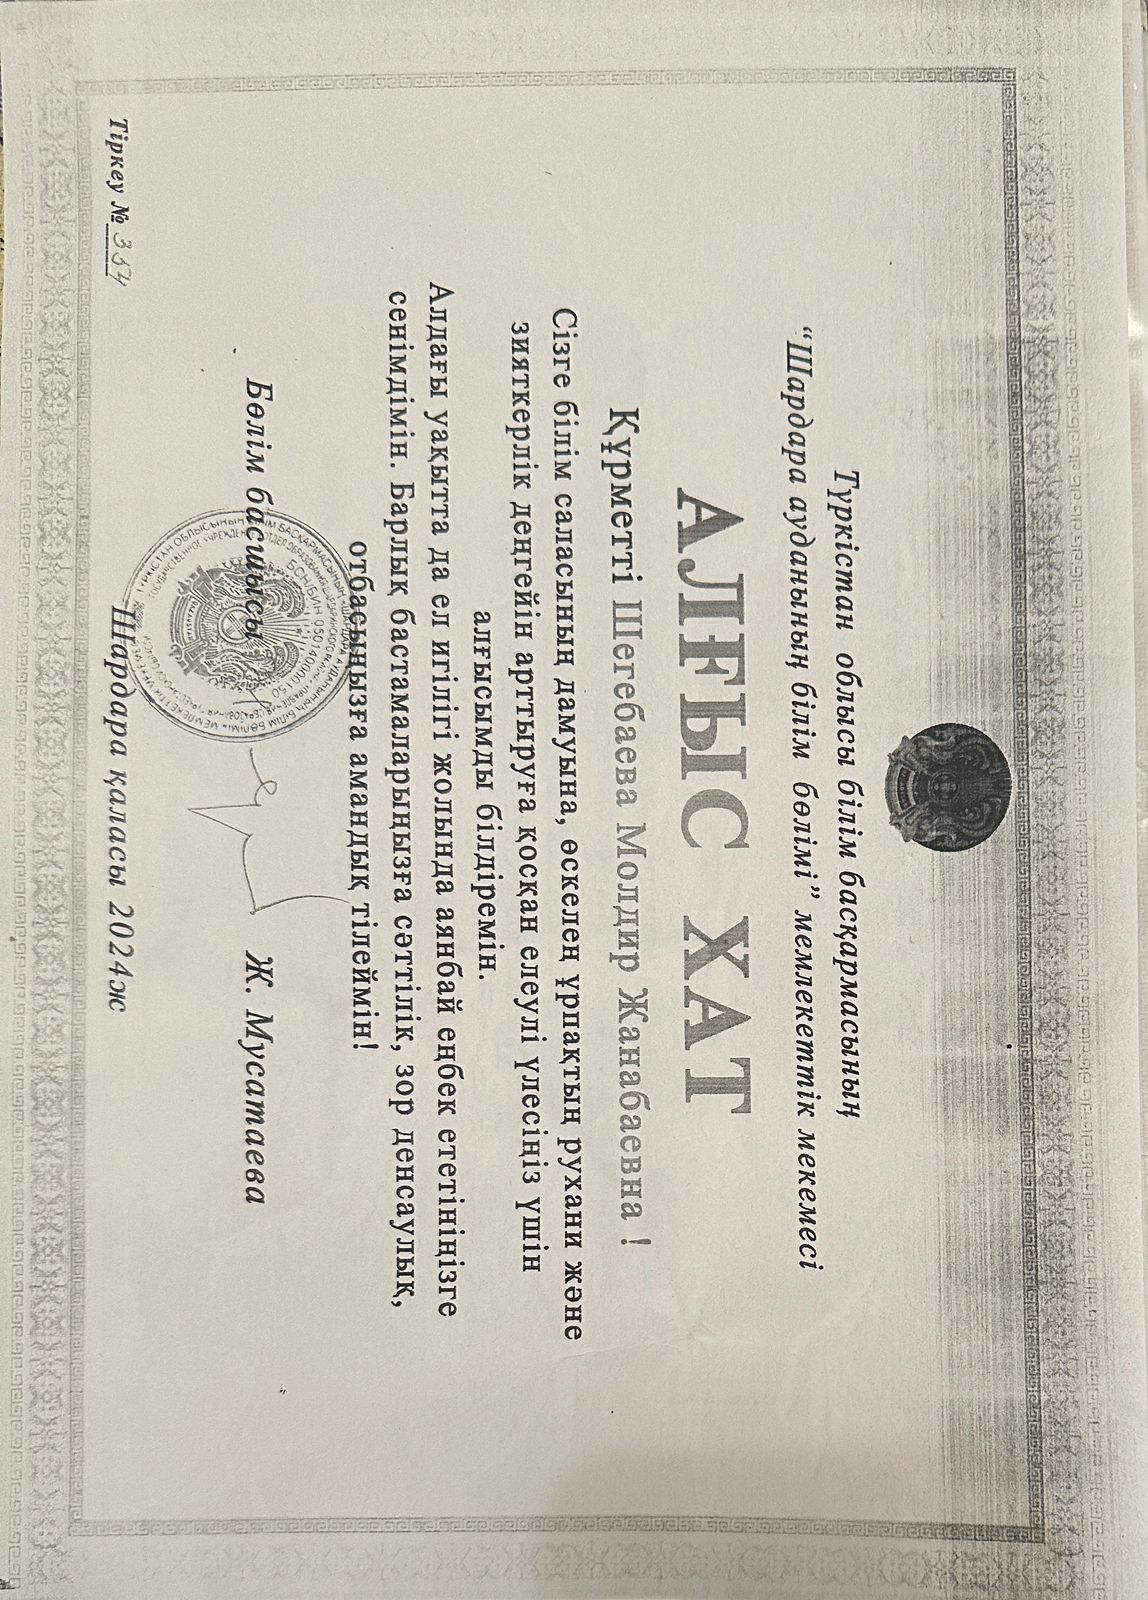 Түркістан облысы білім басқармасының
“Шардара ауданының білім бөлімі” мемлекеттік мекемесі
АЛҒЫС ХАТ
Құрметті Шегебаева Молдир Жанабаевна !
Сізге білім саласының дамуына, өскелең ұрпақтың рухани және
зияткерлік деңгейін арттыруға қосқан елеулі үлесіңіз үшін
алғысымды білдіремін.
Алдағы уақытта да ел игілігі жолында аянбай еңбек ететініңізге
сенімдімін. Барлық бастамаларыңызға сәттілік, зор денсаулық,
отбасыңызға амандық тілеймін!
Бөлім басшысы Ж. Мусатаева
Шардара қаласы 2024ж
Тіркеу № 354